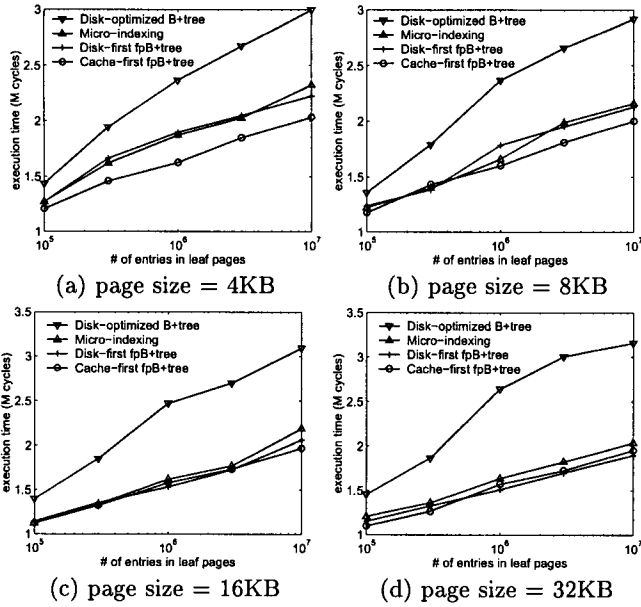 3
2.5
2
1.5
1
execution time (M cycles)
Disk-optimized B+tree
Micro-indexing
Disk-first fpB+tree
Cache-first fpB+tree
10^5
10^6
10^7
# of entries in leaf pages
(a) page size = 4KB
3
2.5
2
1.5
1
execution time (M cycles)
Disk-optimized B+tree
Micro-indexing
Disk-first fpB+tree
Cache-first fpB+tree
10^5
10^6
10^7
# of entries in leaf pages
(b) page size = 8KB
3.5
3
2.5
2
1.5
1
execution time (M cycles)
Disk-optimized B+tree
Micro-indexing
Disk-first fpB+tree
Cache-first fpB+tree
10^5
10^6
10^7
# of entries in leaf pages
(c) page size = 16KB
3.5
3
2.5
2
1.5
1
execution time (M cycles)
Disk-optimized B+tree
Micro-indexing
Disk-first fpB+tree
Cache-first fpB+tree
10^5
10^6
10^7
# of entries in leaf pages
(d) page size = 32KB